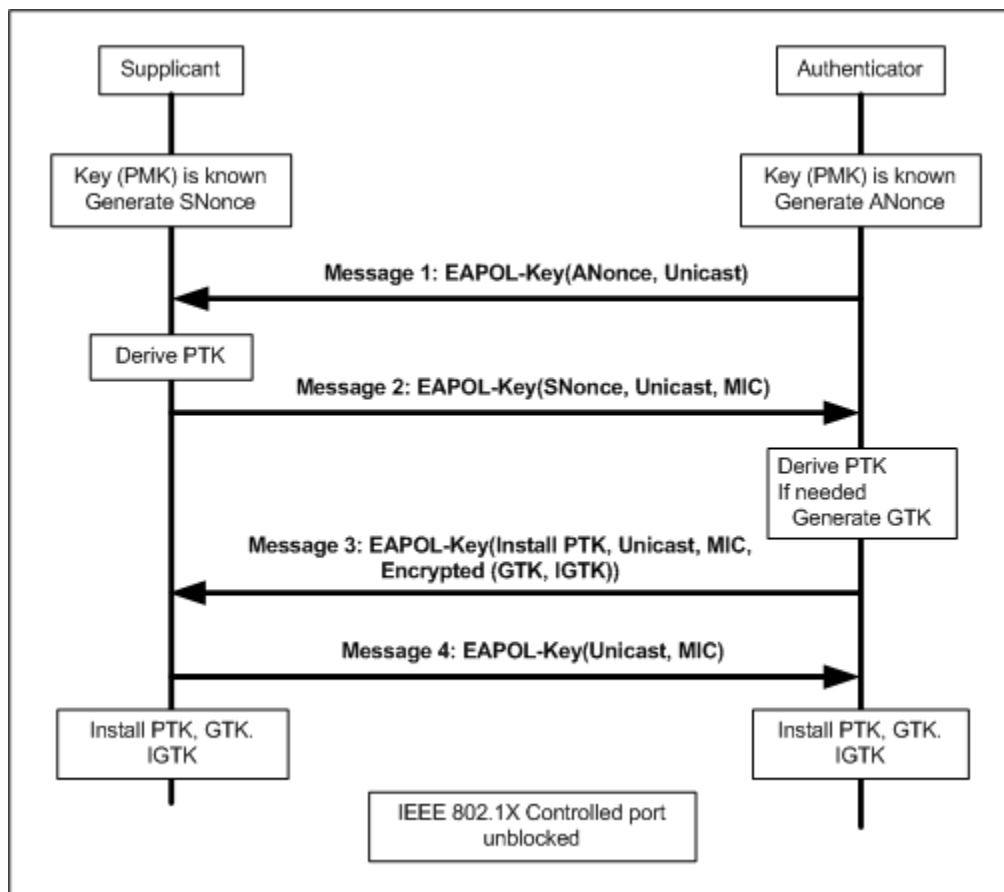 Supplicant
Authenticator
Key (PMK) is known
Generate SNonce
Key (PMK) is known
Generate ANonce
Message 1: EAPOL-Key(ANonce, Unicast)
Derive PTK
Message 2: EAPOL-Key(SNonce, Unicast, MIC)
Derive PTK
If needed
Generate GTK
Message 3: EAPOL-Key(Install PTK, Unicast, MIC,
Encrypted (GTK, IGTK))
Message 4: EAPOL-Key(Unicast, MIC)
Install PTK, GTK.
IGTK
Install PTK, GTK.
IGTK
IEEE 802.1X Controlled port
unblocked